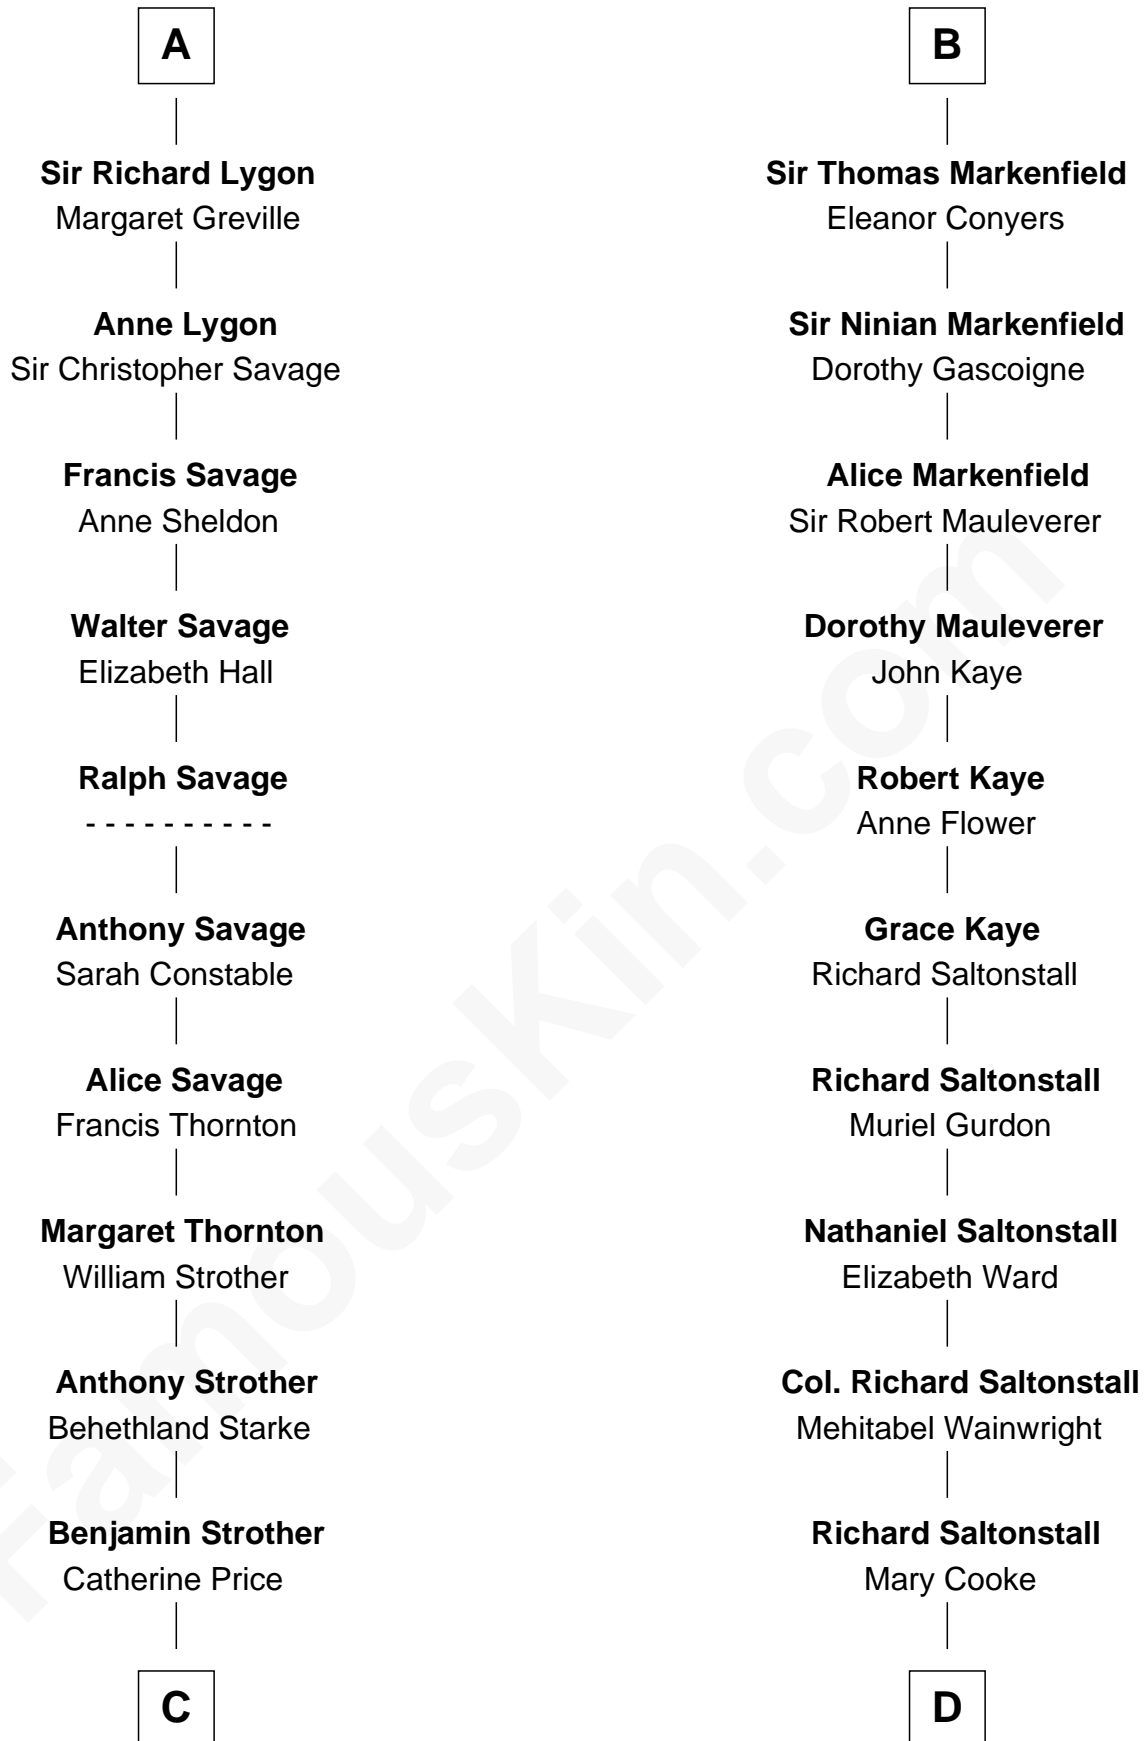 A
Sir Richard Lygon
Margaret Greville
Anne Lygon
Sir Christopher Savage
Francis Savage
Anne Sheldon
Walter Savage
Elizabeth Hall
Ralph Savage
- - - - - - - - - -
Anthony Savage
Sarah Constable
Alice Savage
Francis Thornton
Margaret Thornton
William Strother
Anthony Strother
Behethland Starke
Benjamin Strother
Catherine Price
C
B
Sir Thomas Markenfield
Eleanor Conyers
Sir Ninian Markenfield
Dorothy Gascoigne
Alice Markenfield
Sir Robert Mauleverer
Dorothy Mauleverer
John Kaye
Robert Kaye
Anne Flower
Grace Kaye
Richard Saltonstall
Richard Saltonstall
Muriel Gurdon
Nathaniel Saltonstall
Elizabeth Ward
Col. Richard Saltonstall
Mehitabel Wainwright
Richard Saltonstall
Mary Cooke
D
FamousKin.com